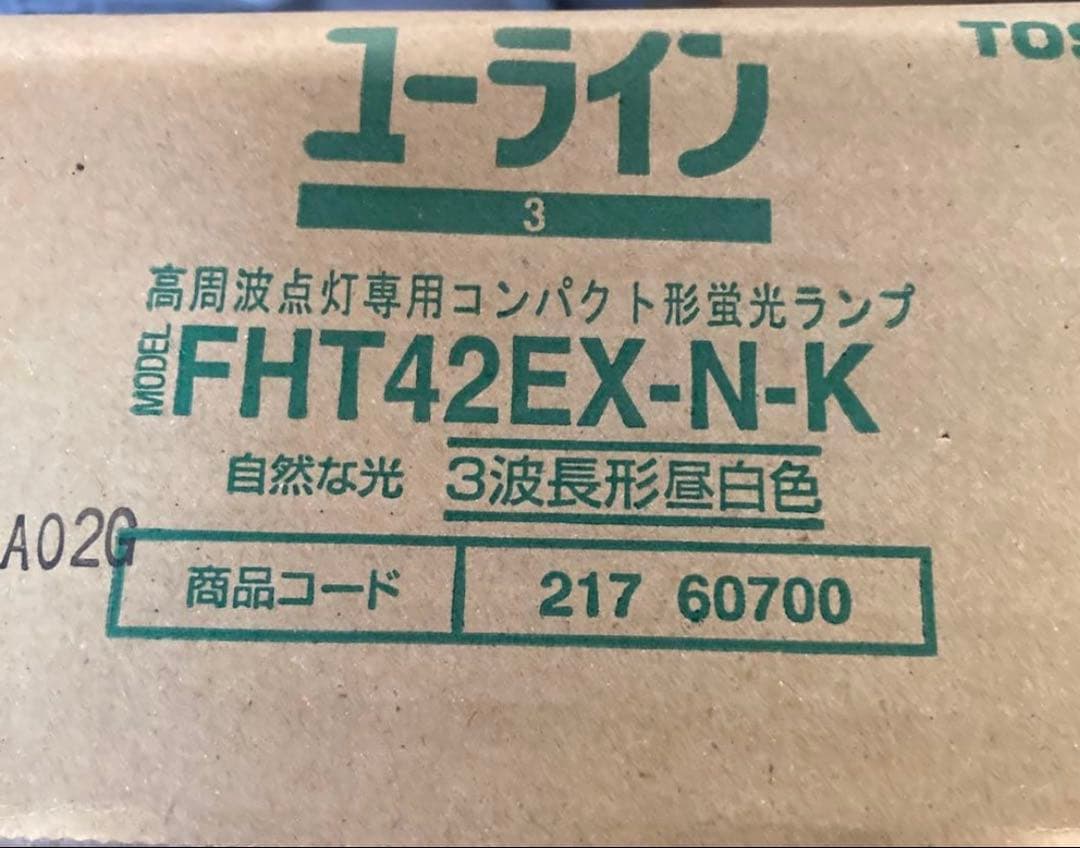 TOS
ユーライン
3
高周波点灯専用コンパクト形蛍光ランプ
MODEL FHT42EX-N-K
自然な光 3波長形昼白色
A02G
商品コード 217 60700